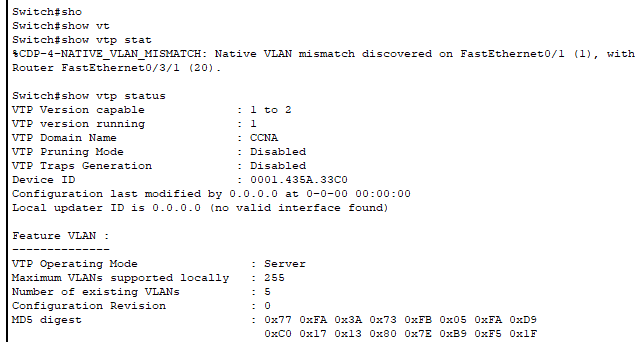 Switch#sho
Switch#show vt
Switch#show vtp stat
%CDP-4-NATIVE_VLAN_MISMATCH: Native VLAN mismatch discovered on FastEthernet0/1 (1), with
Router FastEthernet0/3/1 (20).
Switch#show vtp status
VTP Version capable : 1 to 2
VTP version running : 1
VTP Domain Name : CCNA
VTP Pruning Mode : Disabled
VTP Traps Generation : Disabled
Device ID : 0001.435A.33C0
Configuration last modified by 0.0.0.0 at 0-0-00 00:00:00
Local updater ID is 0.0.0.0 (no valid interface found)
Feature VLAN :
--------------
VTP Operating Mode : Server
Maximum VLANs supported locally : 255
Number of existing VLANs : 5
Configuration Revision : 0
MD5 digest : 0x77 0xFA 0x3A 0x73 0xFB 0x05 0xFA 0xD9
0xC0 0x17 0x13 0x80 0x7E 0xB9 0xF5 0x1F